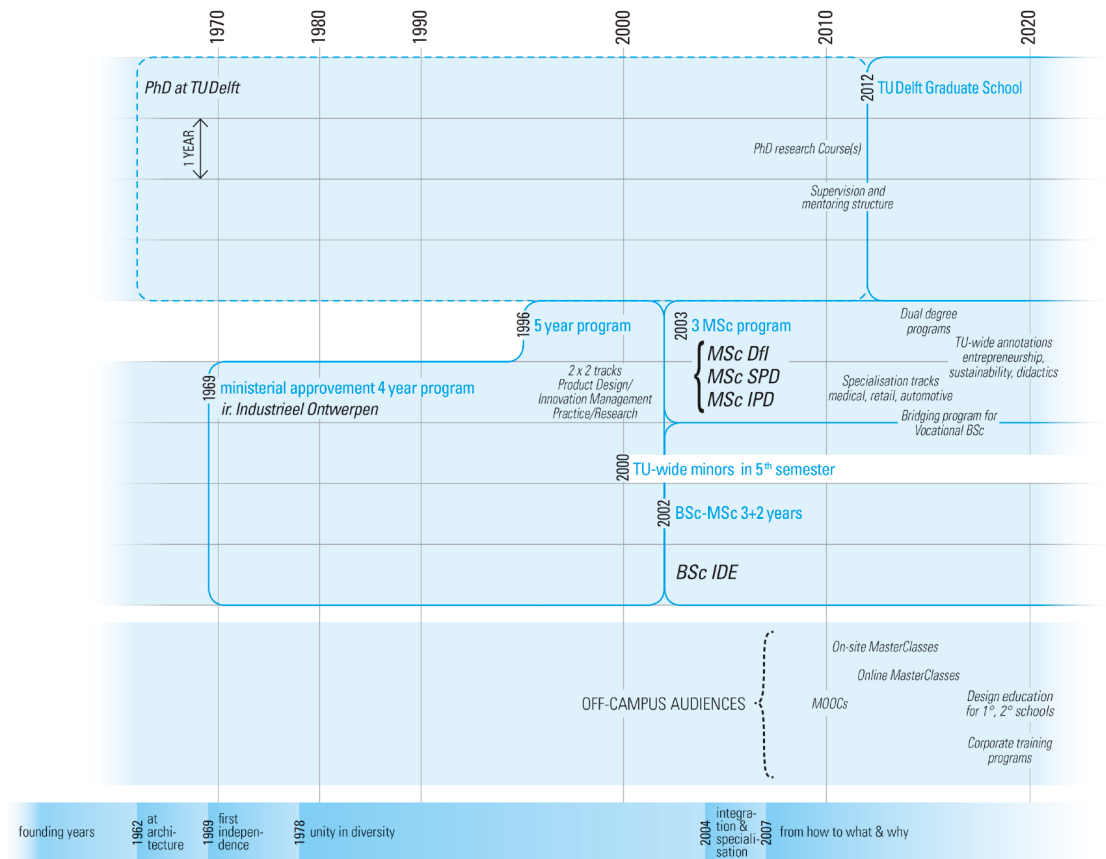 1970
1980
1990
2000
2010
2020
PhD at TU Delft
2012
TU Delft Graduate School
1 YEAR
PhD research Course(s)
Supervision and
mentoring structure
1996
5 year program
2003
3 MSc program
MSc DfI
MSc SPD
MSc IPD
Dual degree
programs
TU-wide annotations
entrepreneurship,
sustainability, didactics
1969
ministerial approvement 4 year program
ir. Industrieel Ontwerpen
2 x 2 tracks
Product Design/
Innovation Management
Practice/Research
Specialisation tracks
medical, retail, automotive
Bridging program for
Vocational BSc
2000
TU-wide minors in 5th semester
2002
BSc-MSc 3+2 years
BSc IDE
OFF-CAMPUS AUDIENCES
On-site MasterClasses
Online MasterClasses
MOOCs
Design education
for 1°, 2° schools
Corporate training
programs
founding years
1962
at
archi-
tecture
1969
first
indepen-
dence
1978
unity in diversity
2004
integra-
tion &
speciali-
sation
2007
from how to what & why